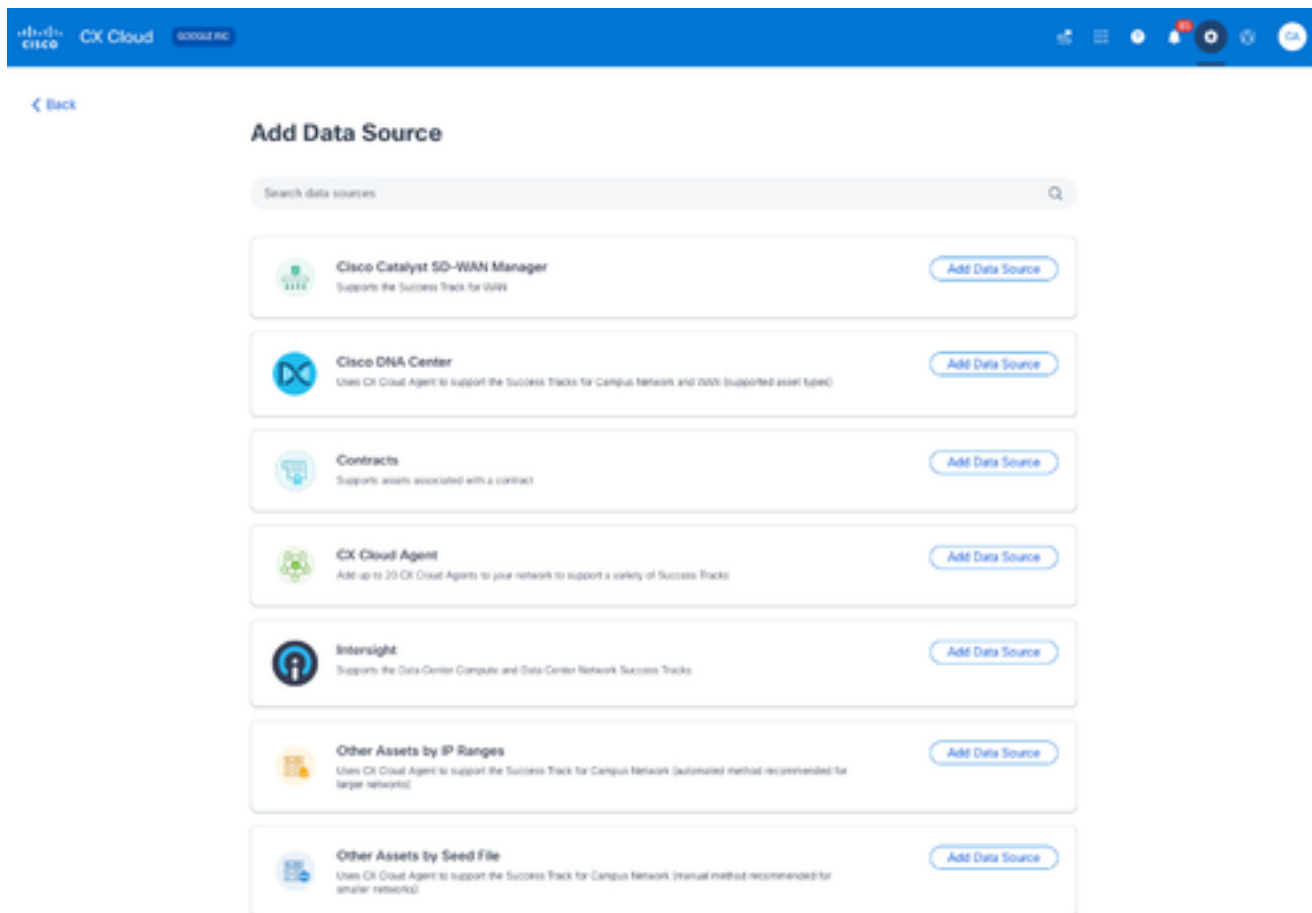 CISCO
CX Cloud
GOOGLE INC
Back
Add Data Source
Search data sources
Cisco Catalyst SD-WAN Manager
Add Data Source
Supports the Success Track for WAN
Cisco DNA Center
Add Data Source
Uses CX Cloud Agent to support the Success Tracks for Campus Network and WAN (supported asset types)
Contracts
Add Data Source
Supports assets associated with a contract
CX Cloud Agent
Add Data Source
Add up to 20 CX Cloud Agents to your network to support a variety of Success Tracks
Intersight
Add Data Source
Supports the Data Center Compute and Data Center Network Success Tracks
Other Assets by IP Ranges
Add Data Source
Uses CX Cloud Agent to support the Success Track for Campus Network (automated method recommended for
larger networks)
Other Assets by Seed File
Add Data Source
Uses CX Cloud Agent to support the Success Track for Campus Network (manual method recommended for
smaller networks)